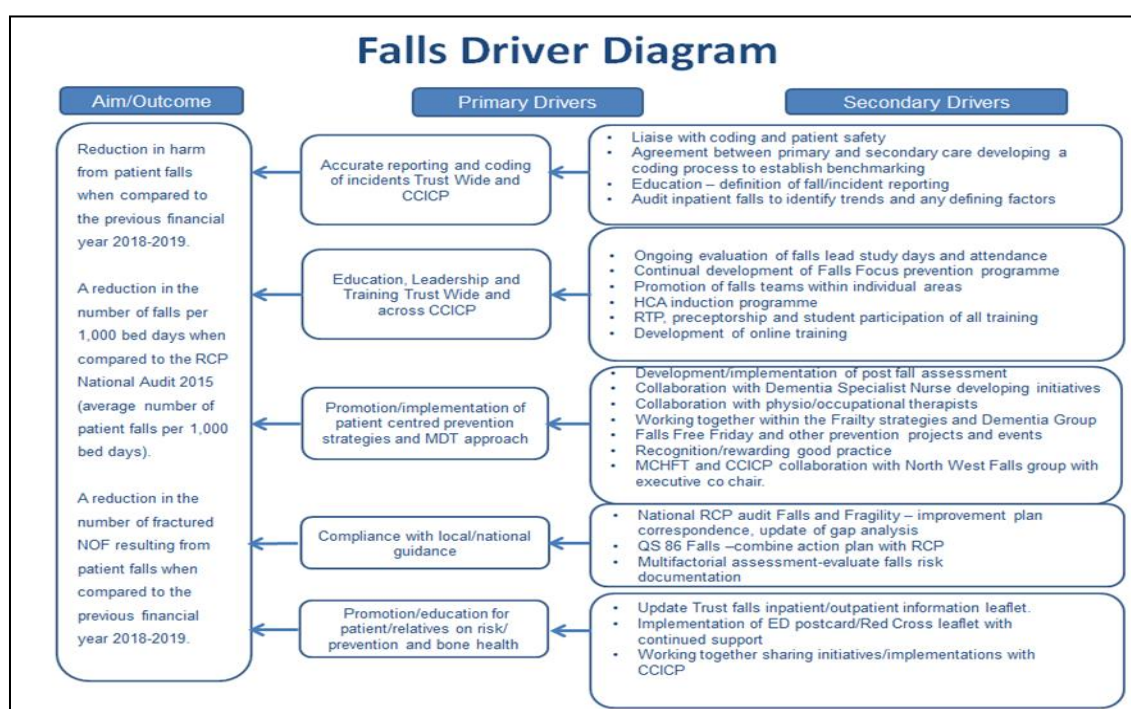 Falls Driver Diagram
Aim/Outcome
Primary Drivers
Secondary Drivers
Reduction in harm
from patient falls
when compared to
the previous financial
year 2018-2019.
A reduction in the
number of falls per
1,000 bed days when
compared to the RCP
National Audit 2015
(average number of
patient falls per 1,000
bed days).
A reduction in the
number of fractured
NOF resulting from
patient falls when
compared to the
previous financial
year 2018-2019.
Accurate reporting and coding
of incidents Trust Wide and
CCICP
• Liaise with coding and patient safety
• Agreement between primary and secondary care developing a
coding process to establish benchmarking
• Education – definition of fall/incident reporting
• Audit inpatient falls to identify trends and any defining factors
Education, Leadership and
Training Trust Wide and
across CCICP
• Ongoing evaluation of falls lead study days and attendance
• Continual development of Falls Focus prevention programme
• Promotion of falls teams within individual areas
• HCA induction programme
• RTP, preceptorship and student participation of all training
• Development of online training
Promotion/implementation of
patient centred prevention
strategies and MDT approach
• Development/implementation of post fall assessment
• Collaboration with Dementia Specialist Nurse developing initiatives
• Collaboration with physio/occupational therapists
• Working together within the Frailty strategies and Dementia Group
• Falls Free Friday and other prevention projects and events
• Recognition/rewarding good practice
• MCHFT and CCICP collaboration with North West Falls group with
executive co chair.
Compliance with local/national
guidance
• National RCP audit Falls and Fragility – improvement plan
correspondence, update of gap analysis
• QS 86 Falls –combine action plan with RCP
• Multifactorial assessment-evaluate falls risk
documentation
Promotion/education for
patient/relatives on risk/
prevention and bone health
• Update Trust falls inpatient/outpatient information leaflet.
• Implementation of ED postcard/Red Cross leaflet with
continued support
• Working together sharing initiatives/implementations with
CCICP